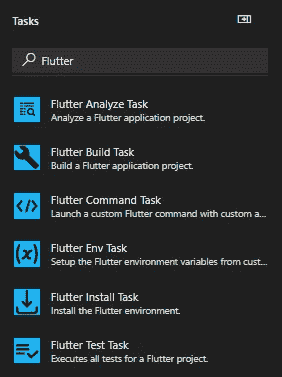 Tasks
Flutter
Flutter Analyze Task
Analyze a Flutter application project.
Flutter Build Task
Build a Flutter application project.
Flutter Command Task
Launch a custom Flutter command with custom a...
Flutter Env Task
Setup the Flutter environment variables from cust...
Flutter Install Task
Install the Flutter environment.
Flutter Test Task
Executes all tests for a Flutter project.